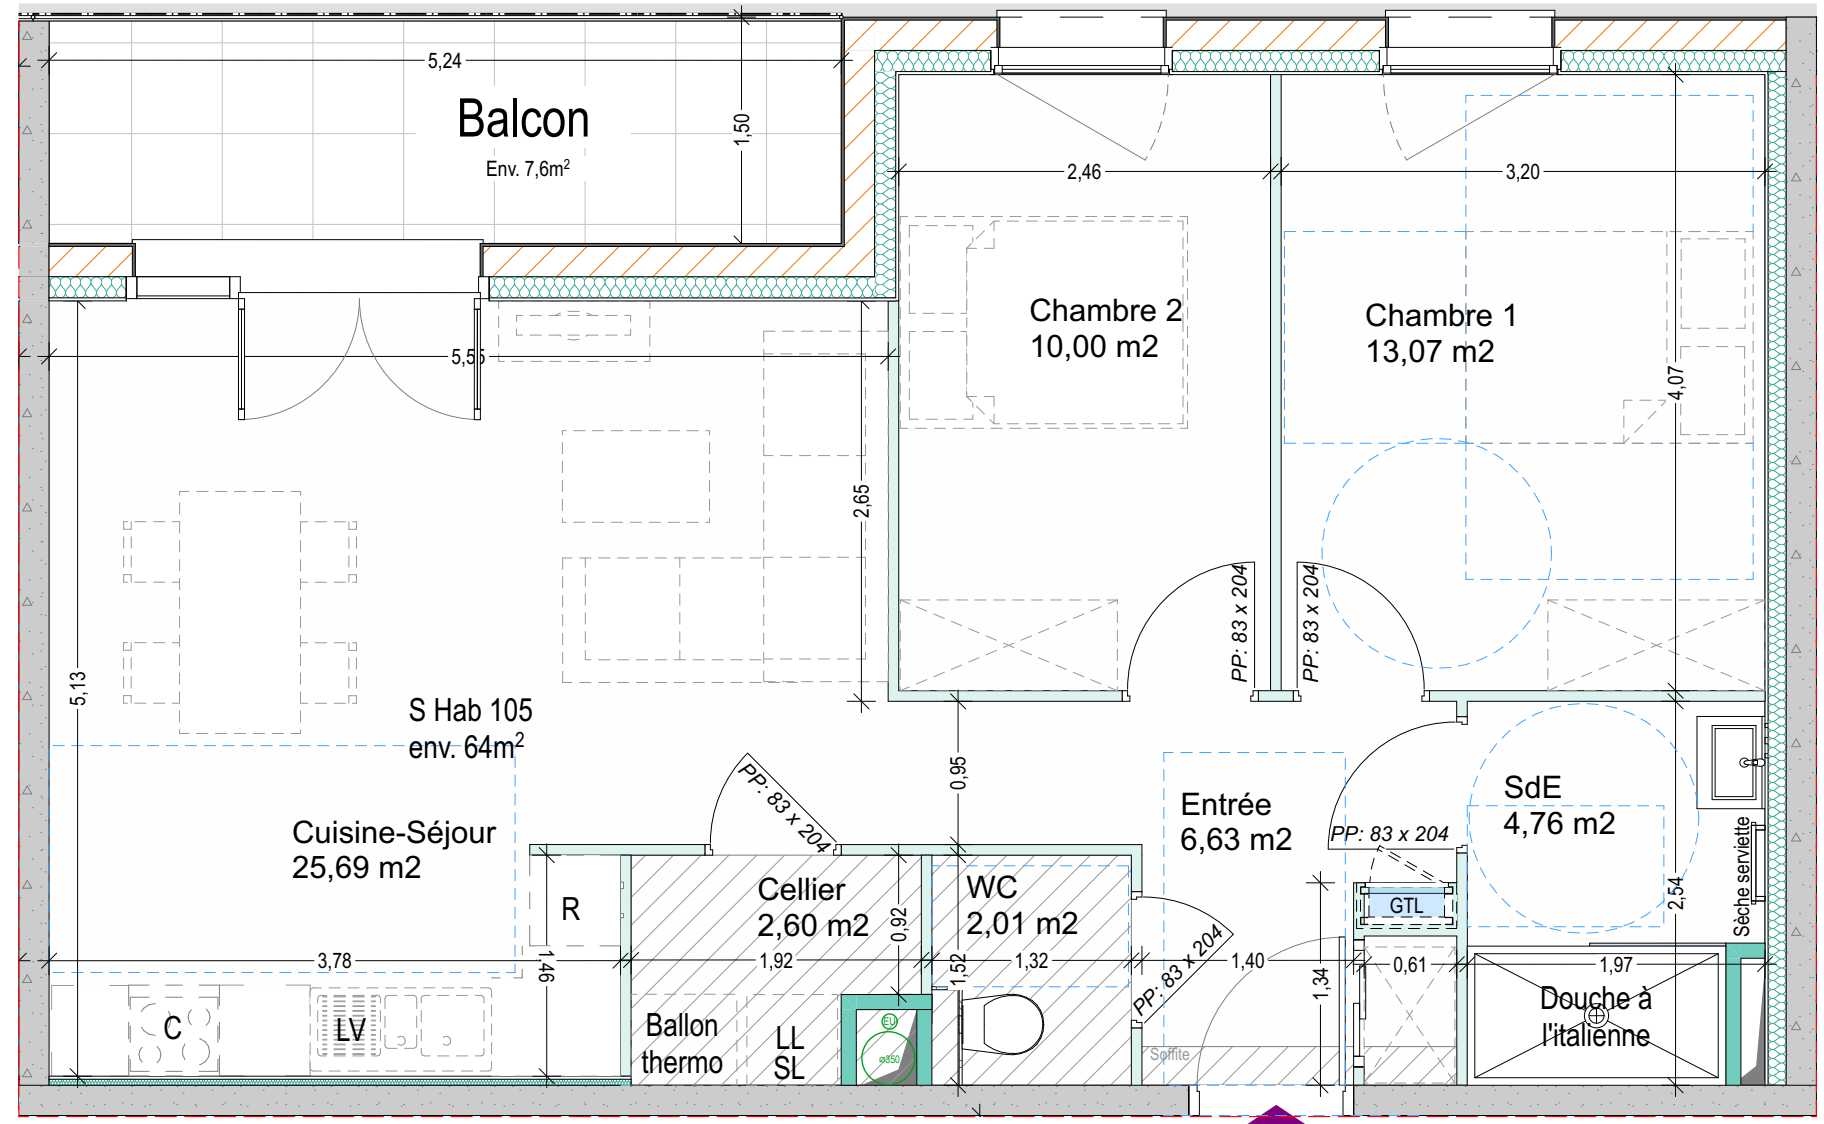 5,24
Balcon
Env. 7,6m²
1,50
2,46
3,20
Chambre 2
10,00 m2
Chambre 1
13,07 m2
4,07
5,55
2,65
5,13
S Hab 105
env. 64m²
PP: 83 x 204
PP: 83 x 204
PP: 83 x 204
0,95
Entrée
6,63 m2
PP: 83 x 204
SdE
4,76 m2
Sèche serviette
2,54
Cuisine-Séjour
25,69 m2
R
Cellier
2,60 m2
0,92
WC
2,01 m2
PP: 83 x 204
GTL
3,78
1,46
1,92
1,52
1,32
1,40
1,34
0,61
1,97
C
LV
Ballon
thermo
LL
SL
EU
⌀350
Soffite
Douche à
l'italienne